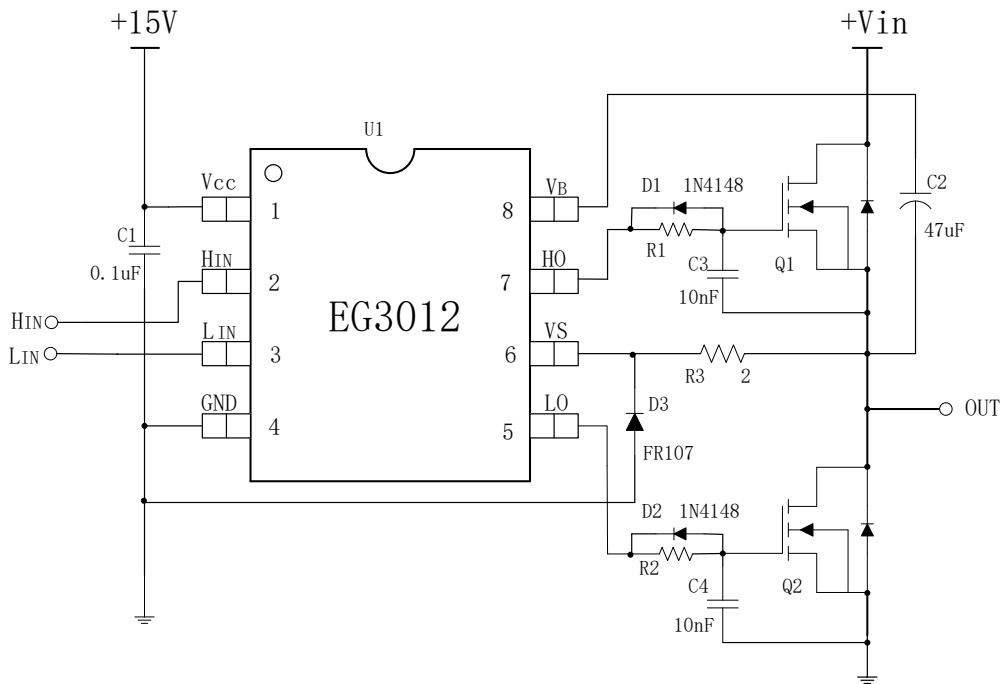 +15V
+Vin
U1
Vcc
1
C1
0.1uF
HIN
2
HIN
LIN
LIN
3
GND
4
EG3012
VB
8
HO
7
VS
6
LO
5
D1 1N4148
R1
C3
10nF
Q1
C2
47uF
R3 2
D3
FR107
OUT
D2 1N4148
R2
C4
10nF
Q2